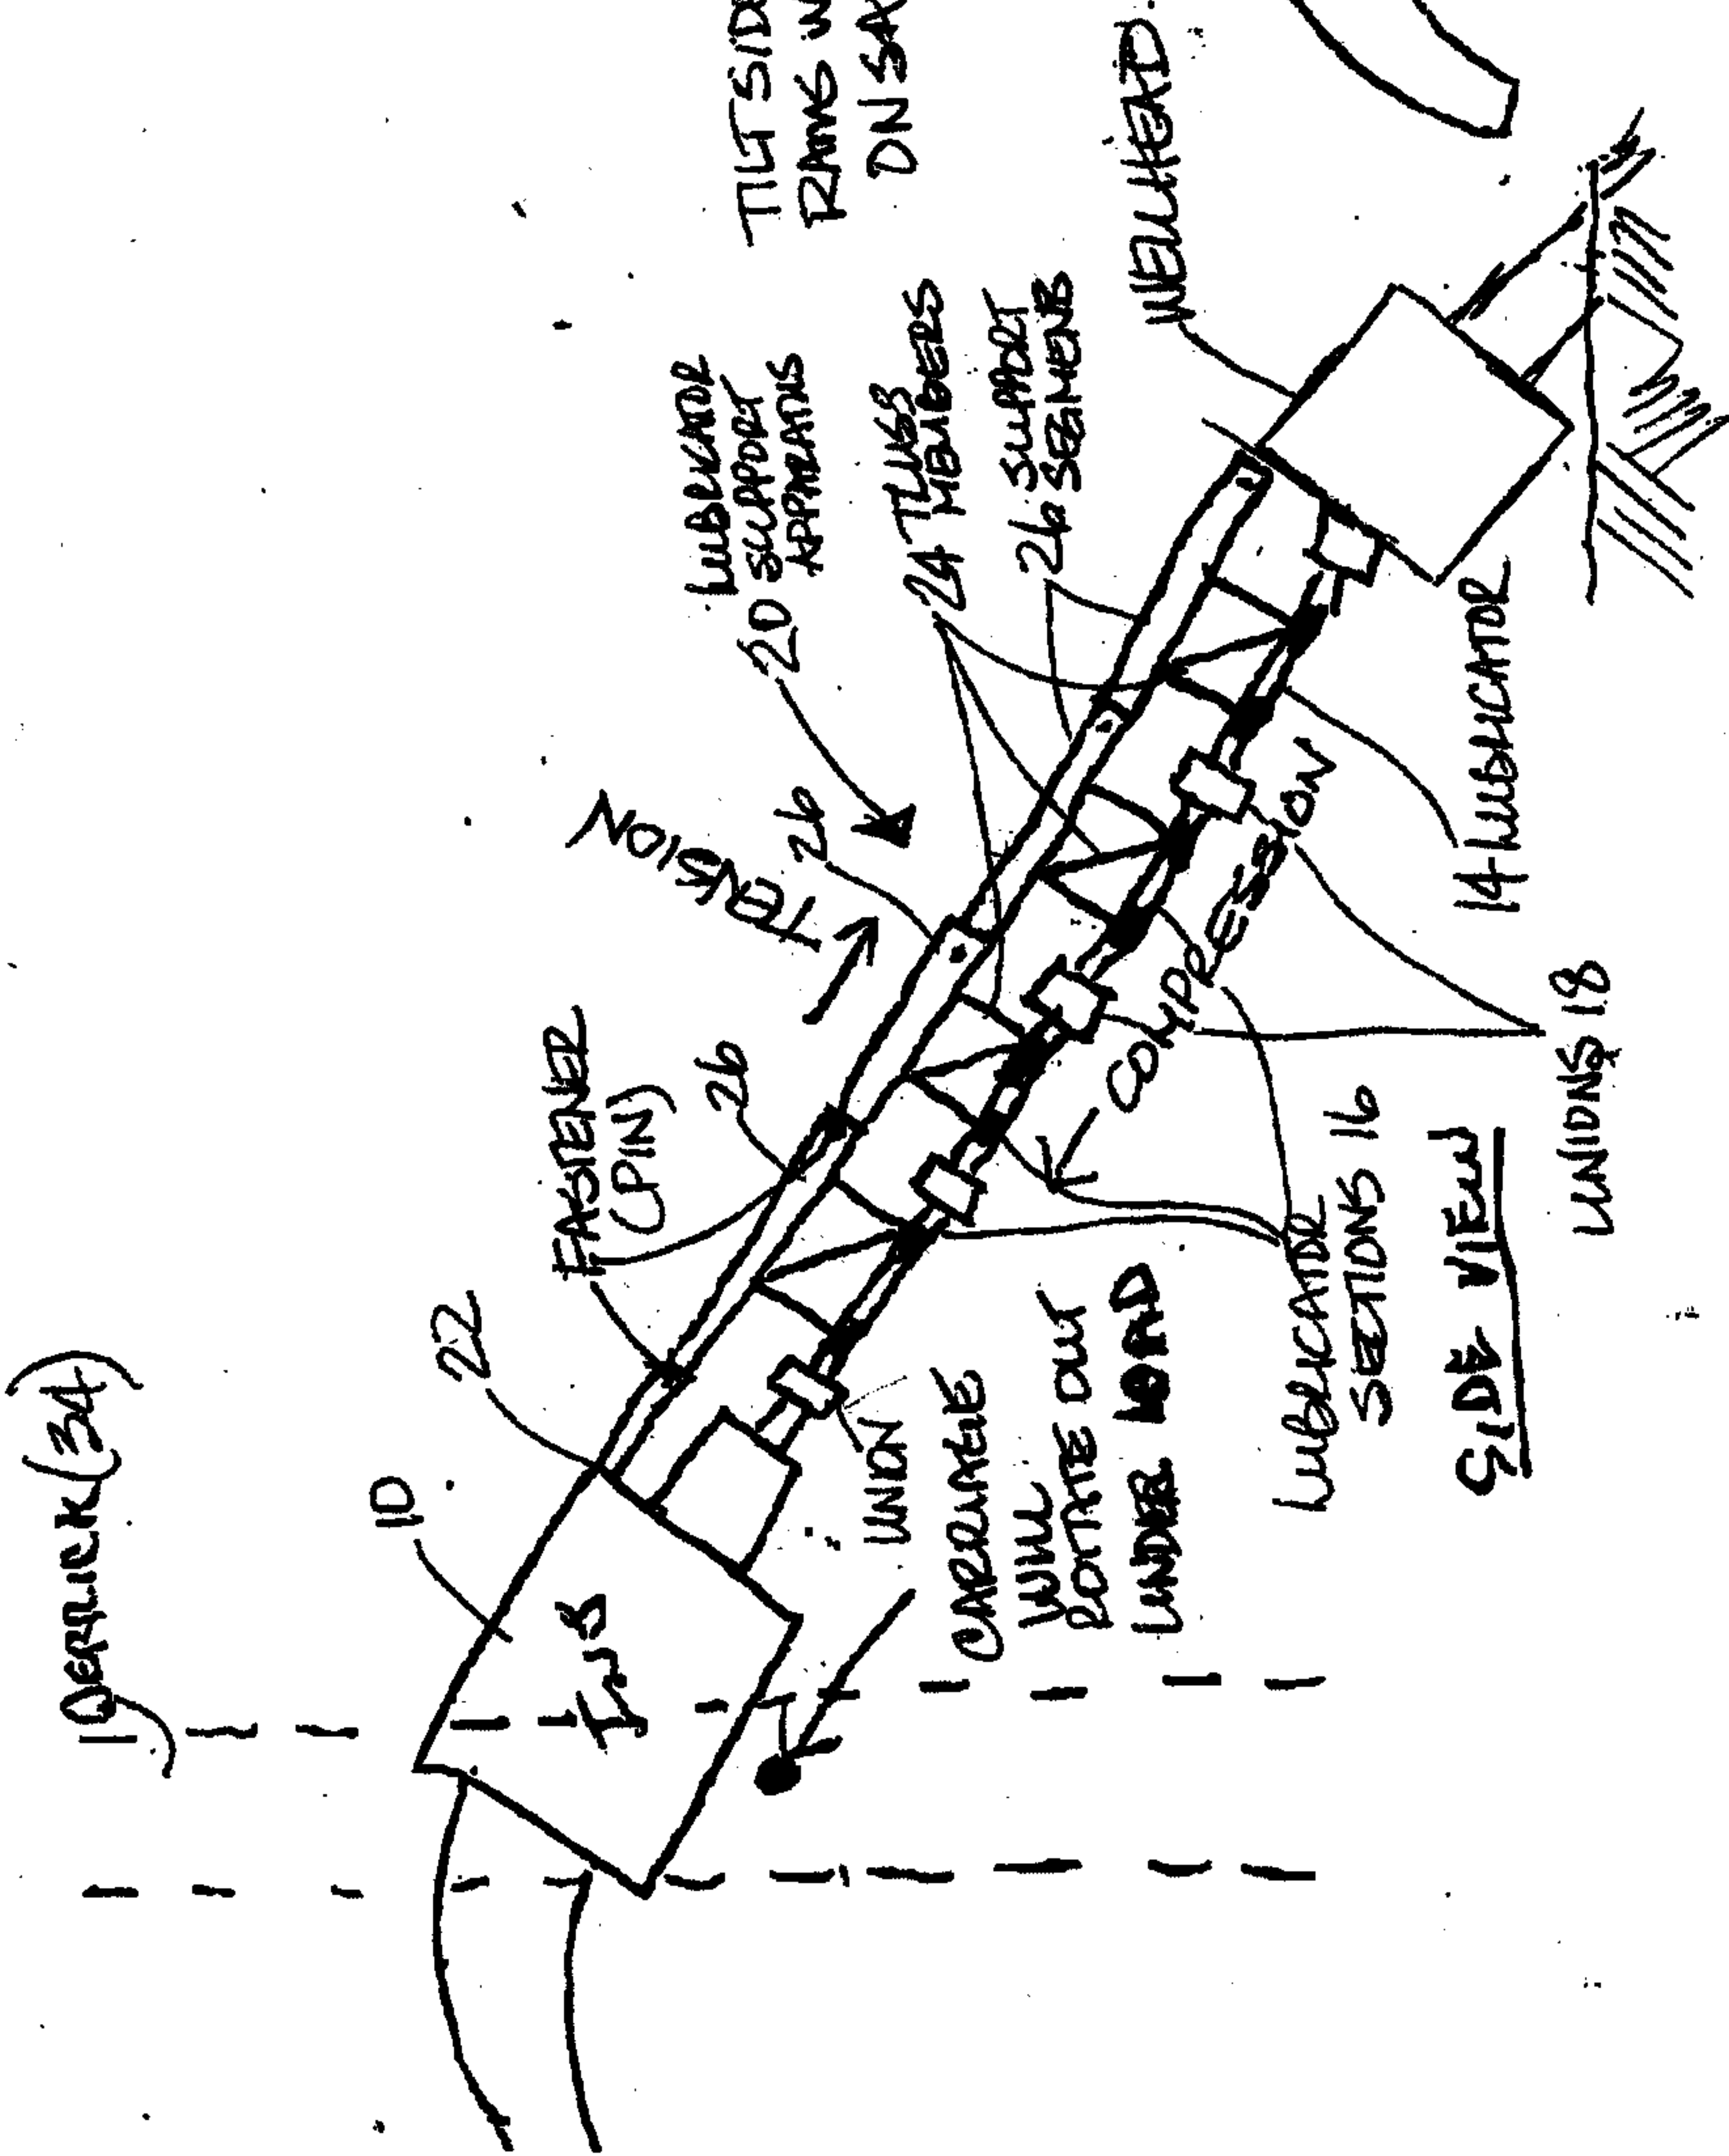 DERRICK (34)
10
22
FASTENER
(PIN)
26
TENSION
26
LUBRICATOR
20 SUPPORT
APPARATUS
TRUSS
24 MEMBERS
SUPPORT
26 SEGMENTS
TILT SID
RAMS W
ON SA
WELLHEAD
UNION
CARRIAGE
WILL
ROTATE OUT
UNDER LOAD
COMPRESSION
14-LUBRICATOR
LUBRICATOR
SECTIONS 16
SIDE VIEW
UNIONS 18